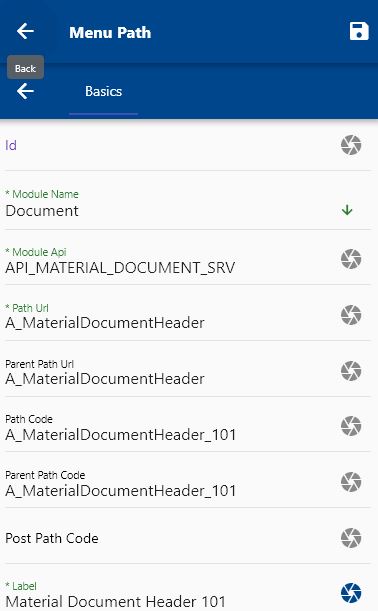 Menu Path
Back
Basics
Id
* Module Name
Document
* Module Api
API_MATERIAL_DOCUMENT_SRV
* Path Url
A_MaterialDocumentHeader
Parent Path Url
A_MaterialDocumentHeader
Path Code
A_MaterialDocumentHeader_101
Parent Path Code
A_MaterialDocumentHeader_101
Post Path Code
* Label
Material Document Header 101